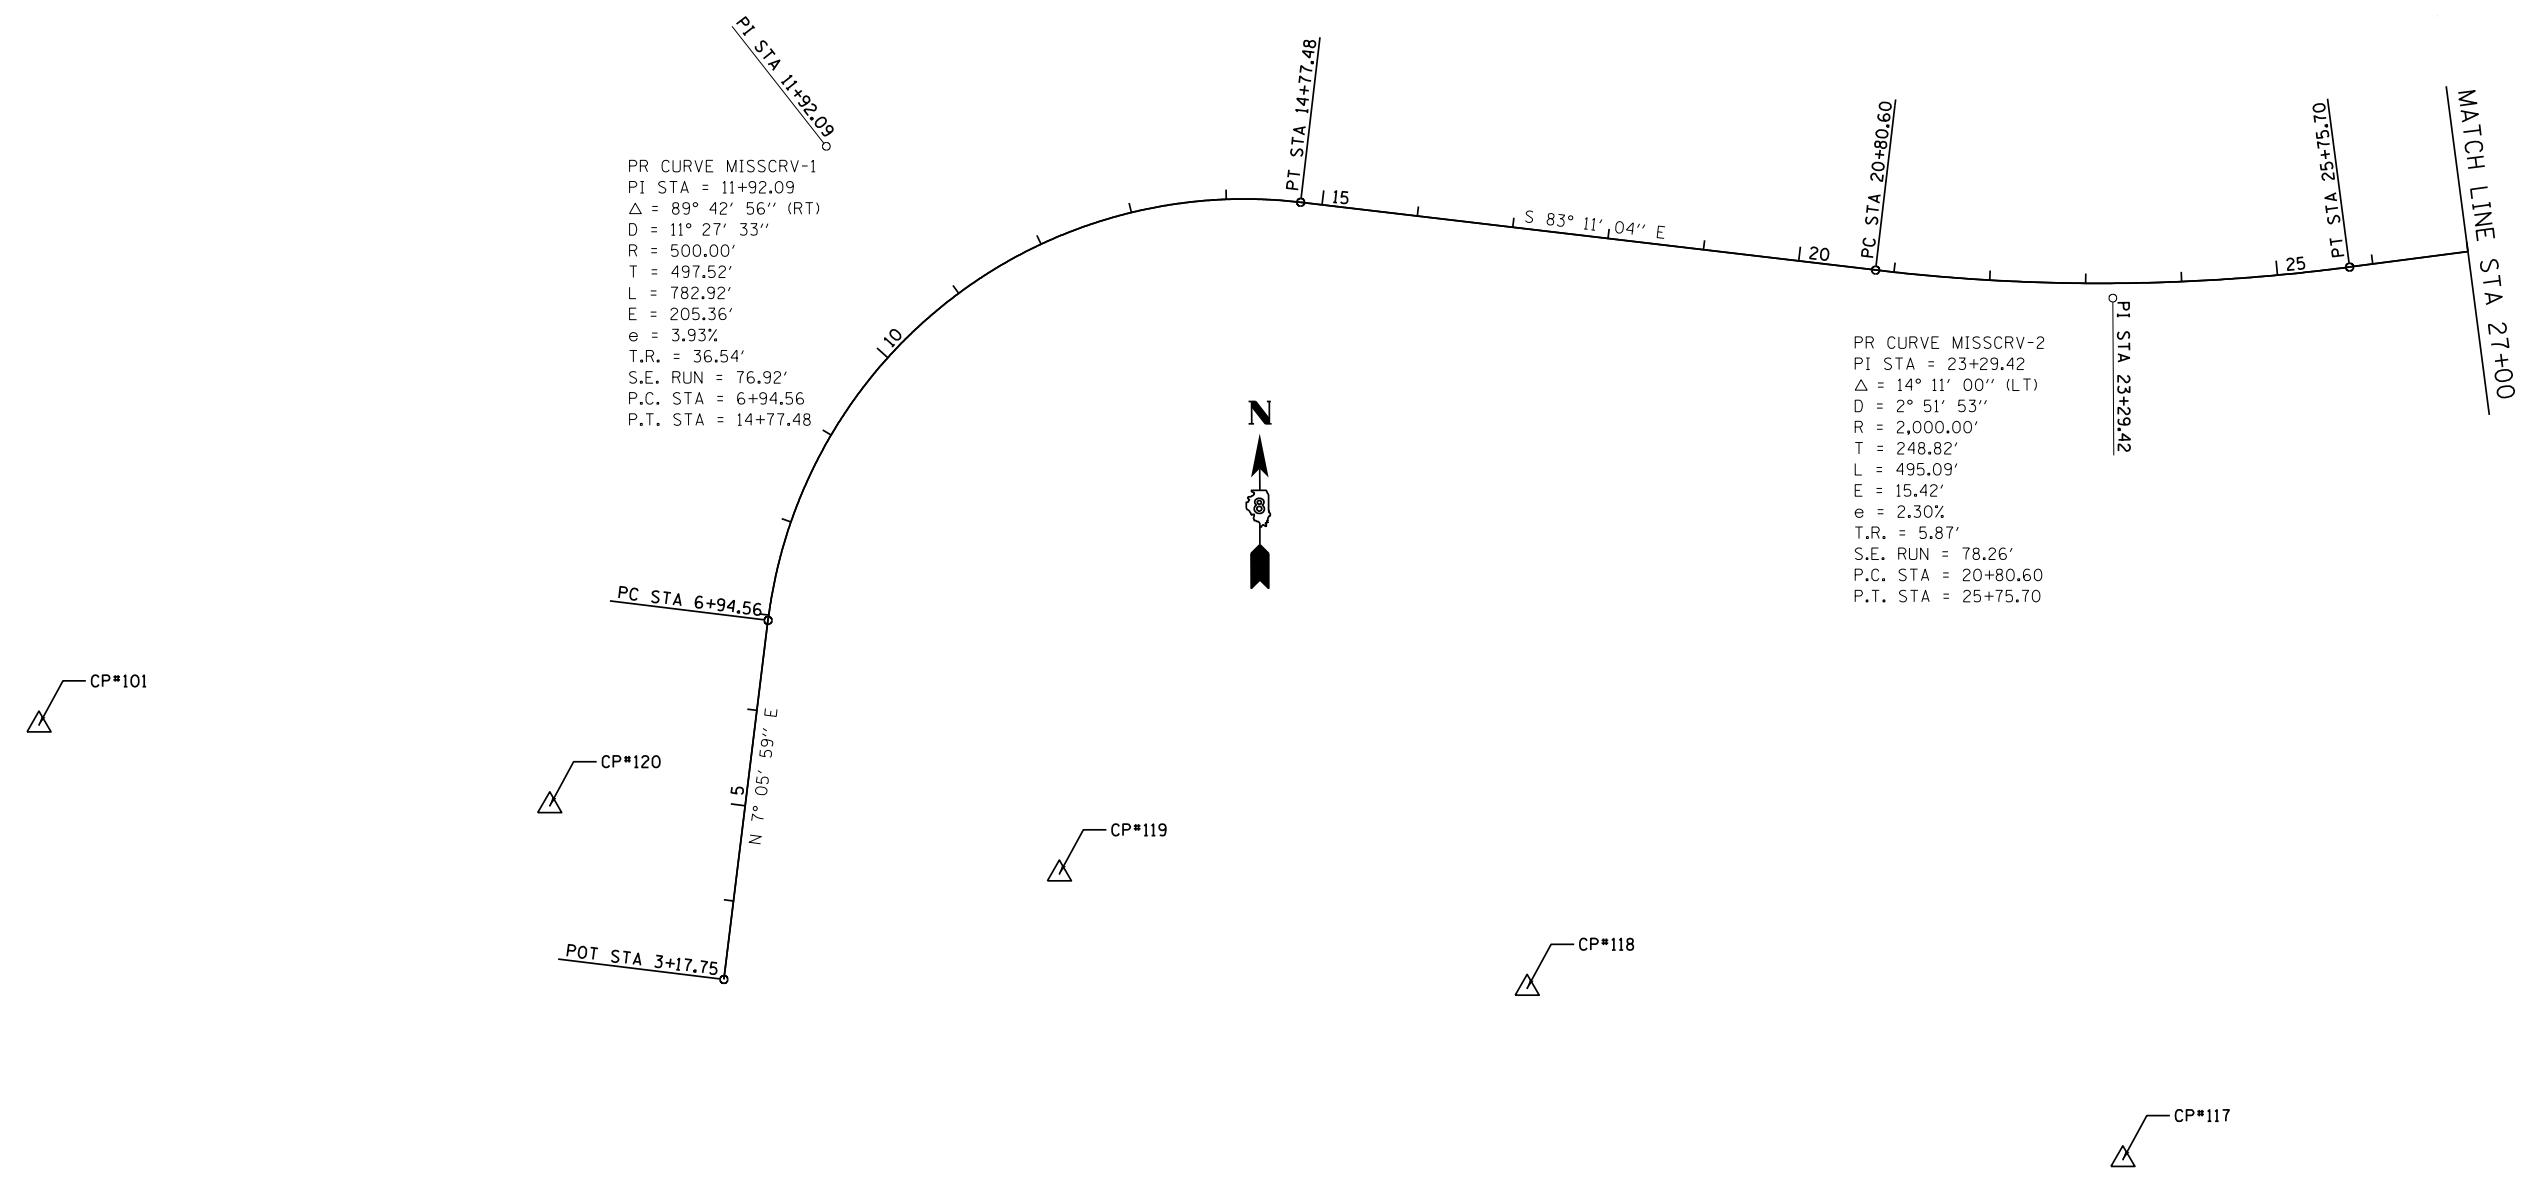 PI STA 11+92.09
PR CURVE MISSCRV-1
PI STA = 11+92.09
△ = 89° 42' 56'' (RT)
D = 11° 27' 33''
R = 500.00'
T = 497.52'
L = 782.92'
E = 205.36'
e = 3.93%
T.R. = 36.54'
S.E. RUN = 76.92'
P.C. STA = 6+94.56
P.T. STA = 14+77.48
PT STA 14+77.48
15
S 83° 11' 04'' E
20
PC STA 20+80.60
25
PT STA 25+75.70
MATCH LINE STA 27+00
PI STA 23+29.42
PR CURVE MISSCRV-2
PI STA = 23+29.42
△ = 14° 11' 00'' (LT)
D = 2° 51' 53''
R = 2,000.00'
T = 248.82'
L = 495.09'
E = 15.42'
e = 2.30%
T.R. = 5.87'
S.E. RUN = 78.26'
P.C. STA = 20+80.60
P.T. STA = 25+75.70
10
N
8
PC STA 6+94.56
CP#101
CP#120
5
N 7° 05' 59'' E
CP#119
POT STA 3+17.75
CP#118
CP#117